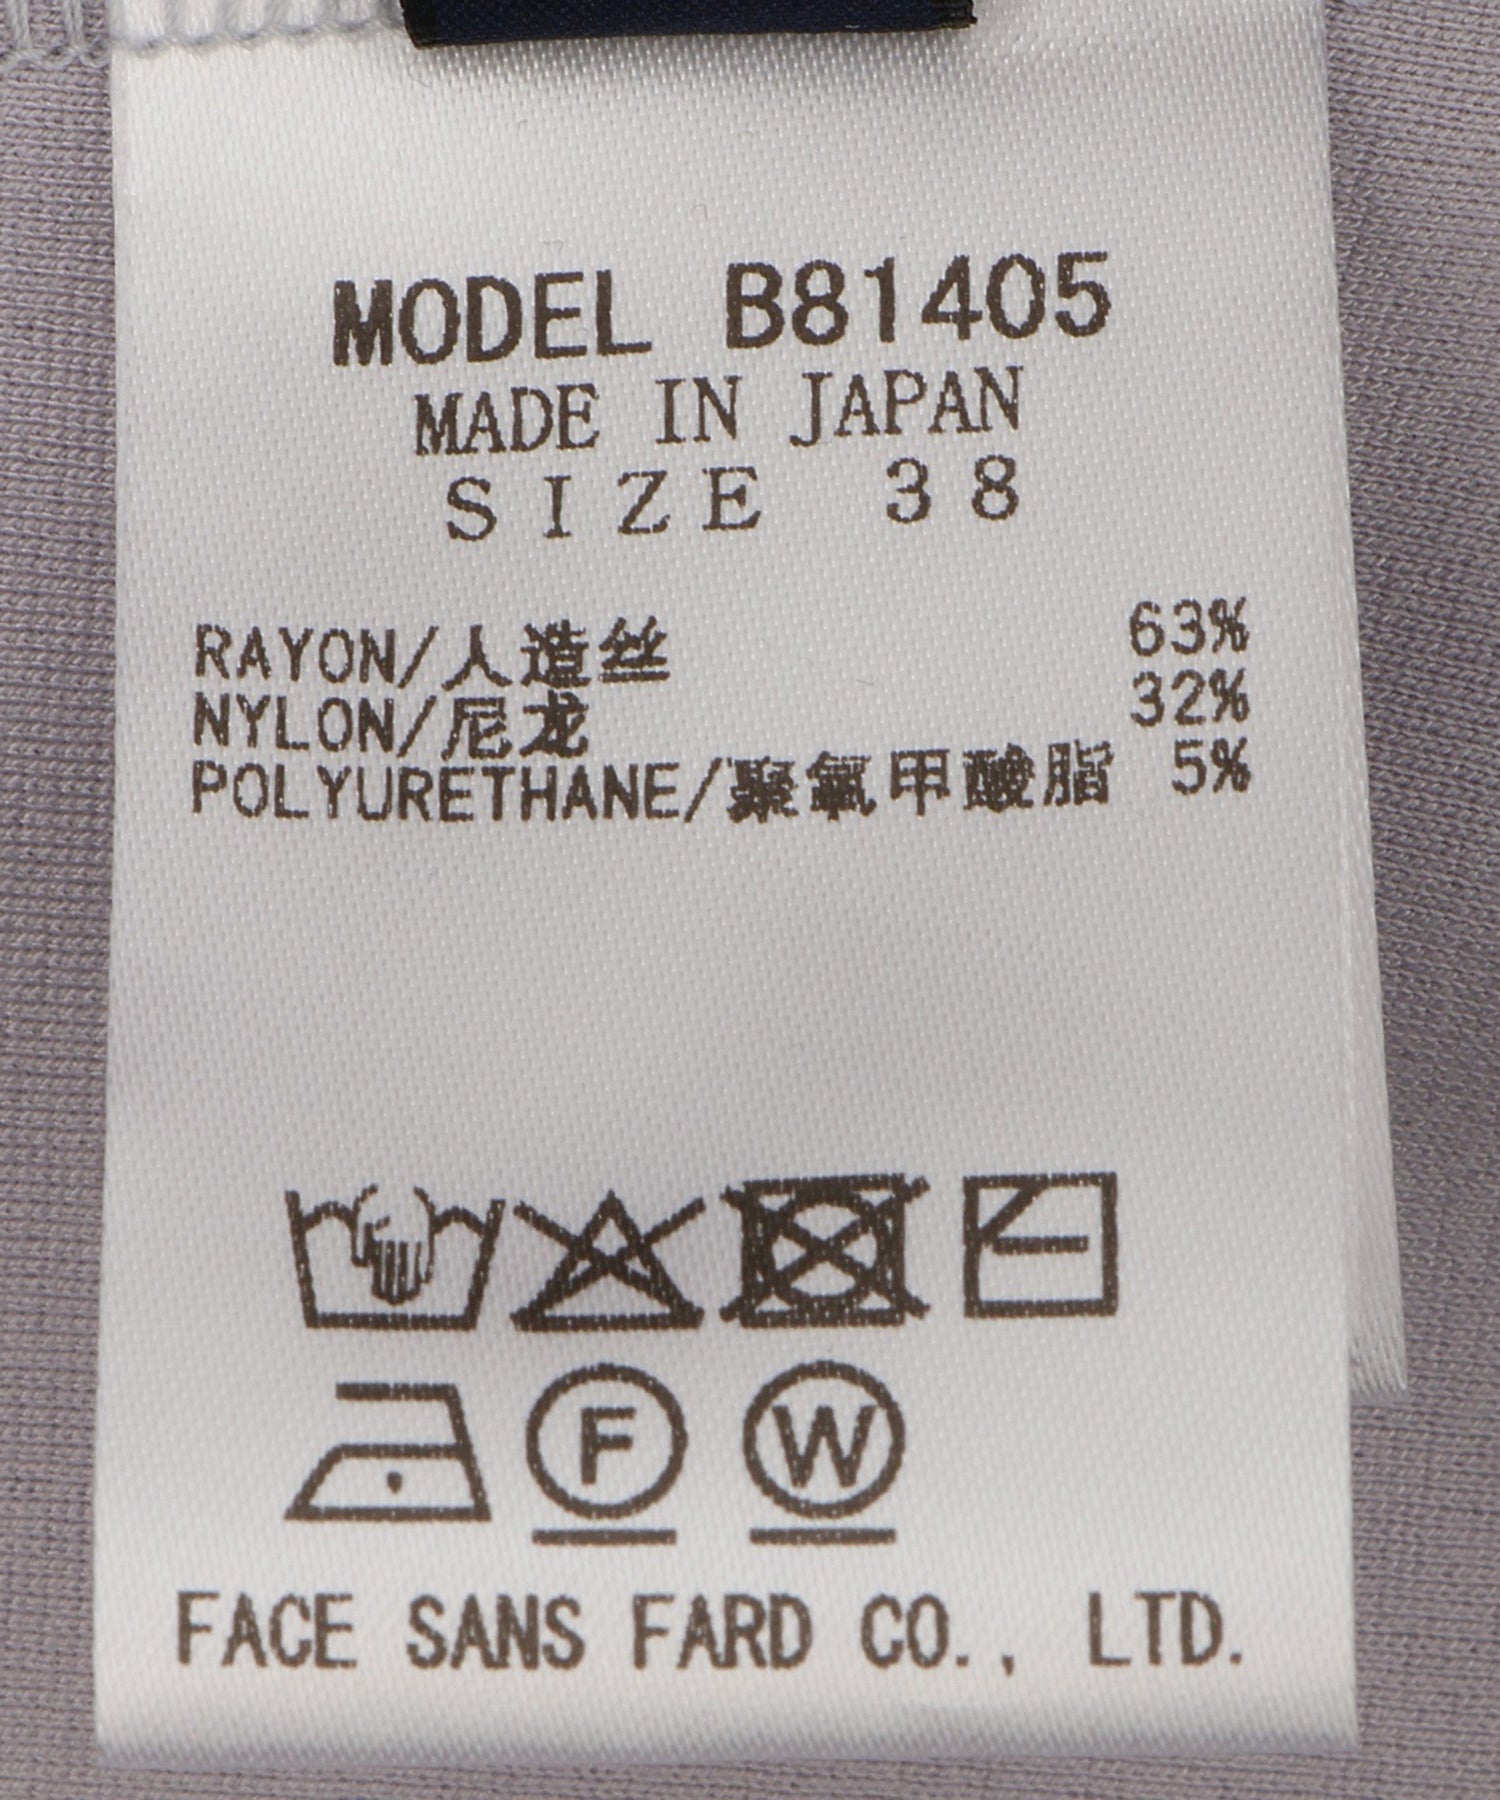 MODEL B81405
MADE IN JAPAN
SIZE 38
RAYON/人造丝 63%
NYLON/尼龙 32%
POLYURETHANE/聚氨甲酸脂 5%
F W
FACE SANS FARD CO., LTD.